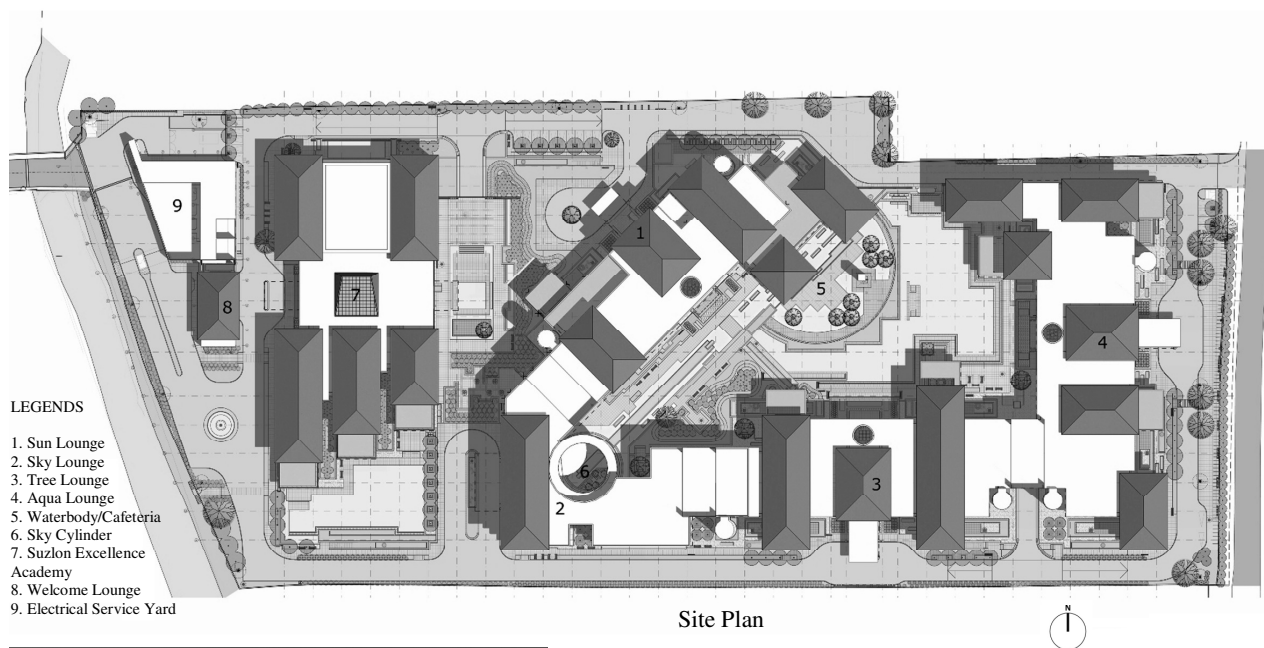 9
1
7
5
8
4
LEGENDS
1. Sun Lounge
2. Sky Lounge
3. Tree Lounge
4. Aqua Lounge
5. Waterbody/Cafeteria
6. Sky Cylinder
7. Suzlon Excellence
Academy
8. Welcome Lounge
9. Electrical Service Yard
6
3
2
Site Plan
N